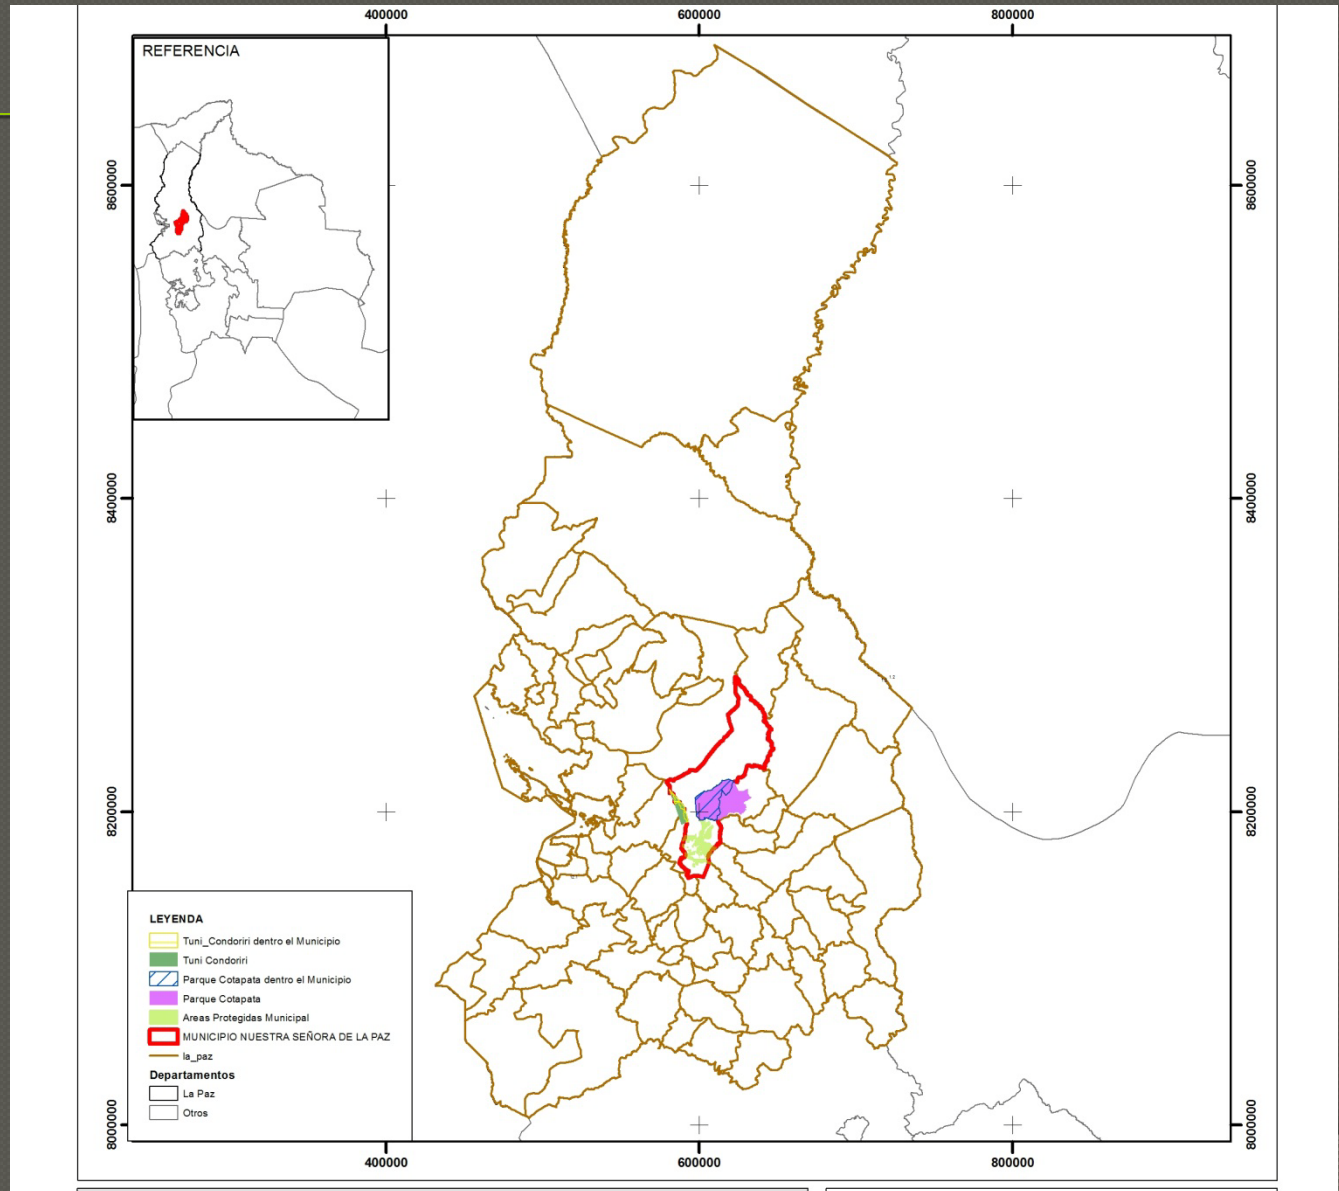 400000 600000 800000
REFERENCIA
8600000 8600000
8400000 8400000
8200000 8200000
LEYENDA
Tuni_Condoriri dentro el Municipio
Tuni Condoriri
Parque Cotapata dentro el Municipio
Parque Cotapata
Areas Protegidas Municipal
MUNICIPIO NUESTRA SEÑORA DE LA PAZ
la_paz
Departamentos
La Paz
Otros
8000000 8000000
400000 600000 800000